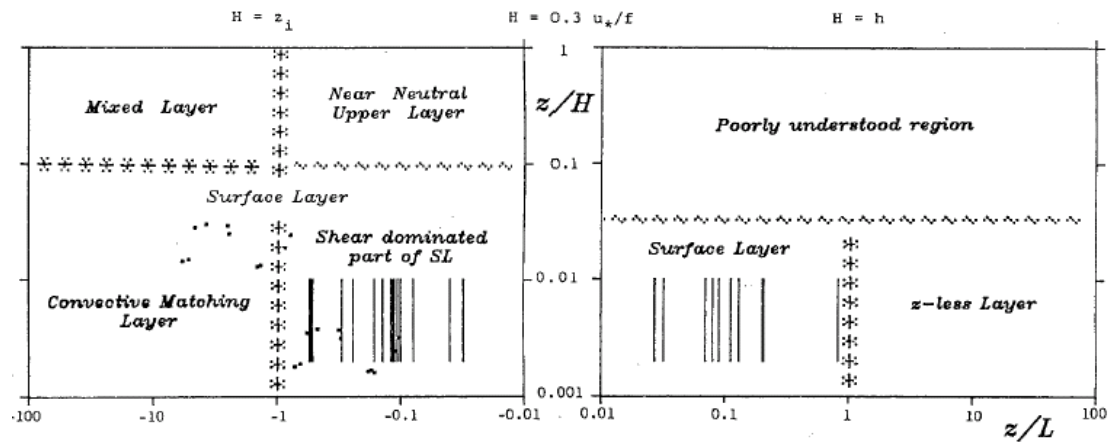 H = z_i H = 0.3 u_*/f H = h
1
Mixed Layer
Near Neutral
Upper Layer
z/H
Poorly understood region
0.1
Surface Layer
Shear dominated
part of SL
Surface Layer
0.01
Convective Matching
Layer
z-less Layer
0.001
-100 -10 -1 -0.1 -0.01 0.01 0.1 1 10 100
z/L